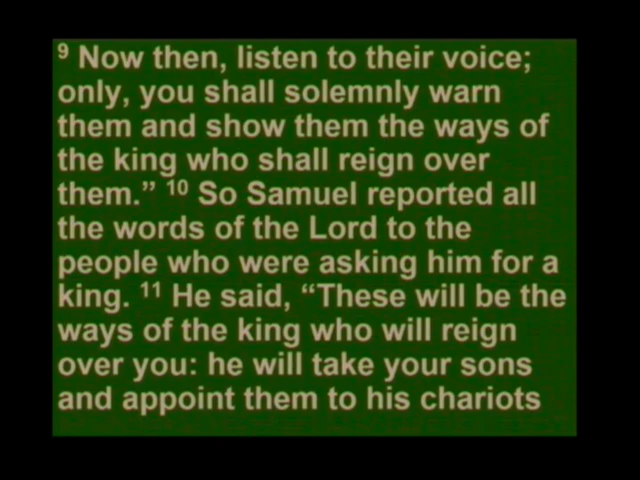 ⁹ Now then, listen to their voice;
only, you shall solemnly warn
them and show them the ways of
the king who shall reign over
them.” ¹⁰ So Samuel reported all
the words of the Lord to the
people who were asking him for a
king. ¹¹ He said, “These will be the
ways of the king who will reign
over you: he will take your sons
and appoint them to his chariots